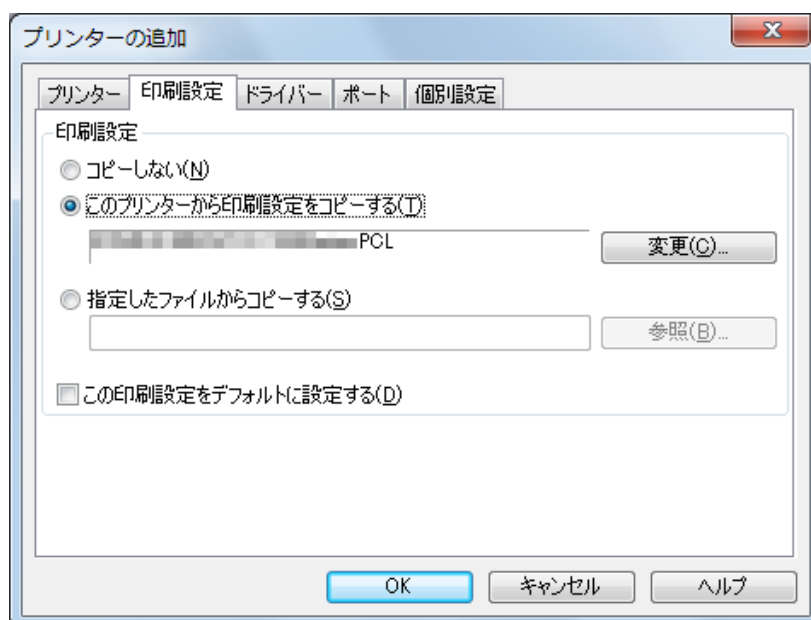 プリンターの追加
プリンター 印刷設定 ドライバー ポート 個別設定
印刷設定
コピーしない(N)
このプリンターから印刷設定をコピーする(T)
PCL 変更(C)...
指定したファイルからコピーする(S)
参照(B)...
この印刷設定をデフォルトに設定する(D)
OK キャンセル ヘルプ